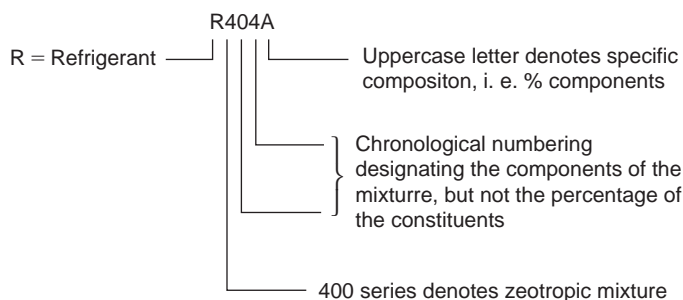 R404A
R = Refrigerant
Uppercase letter denotes specific
compositon, i. e. % components
Chronological numbering
designating the components of the
mixturre, but not the percentage of
the constituents
400 series denotes zeotropic mixture